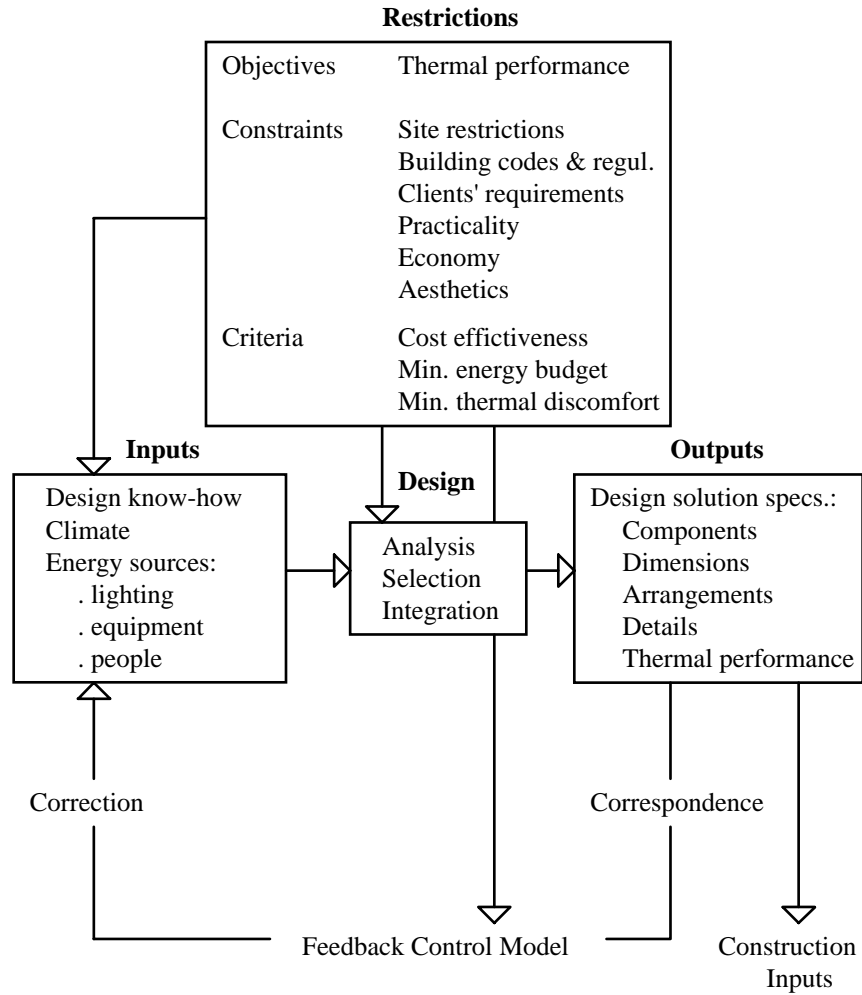 Restrictions
Objectives Thermal performance
Constraints Site restrictions
Building codes & regul.
Clients' requirements
Practicality
Economy
Aesthetics
Criteria Cost effictiveness
Min. energy budget
Min. thermal discomfort
Inputs
Design know-how
Climate
Energy sources:
. lighting
. equipment
. people
Design
Analysis
Selection
Integration
Outputs
Design solution specs.:
Components
Dimensions
Arrangements
Details
Thermal performance
Correction
Correspondence
Feedback Control Model
Construction
Inputs